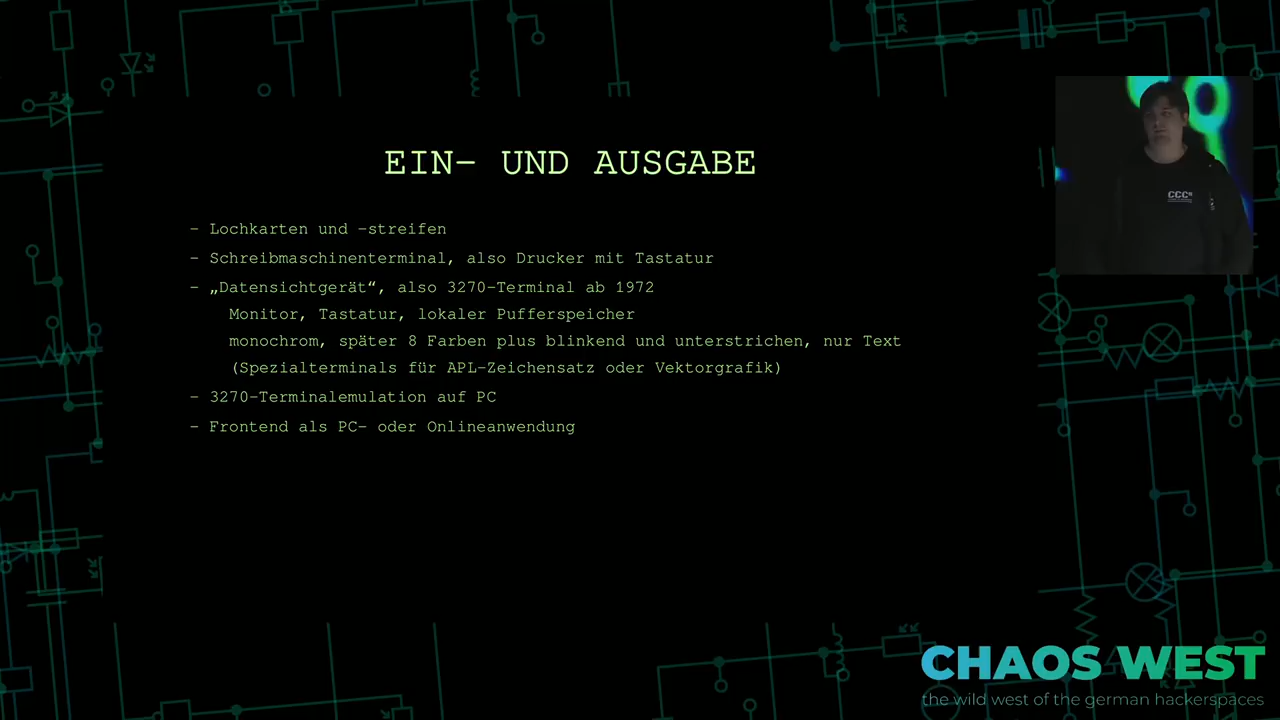 EIN- UND AUSGABE
- Lochkarten und -streifen
- Schreibmaschinenterminal, also Drucker mit Tastatur
- „Datensichtgerät“, also 3270-Terminal ab 1972
Monitor, Tastatur, lokaler Pufferspeicher
monochrom, später 8 Farben plus blinkend und unterstrichen, nur Text
(Spezialterminals für APL-Zeichensatz oder Vektorgrafik)
- 3270-Terminalemulation auf PC
- Frontend als PC- oder Onlineanwendung
CHAOS WEST
the wild west of the german hackerspaces